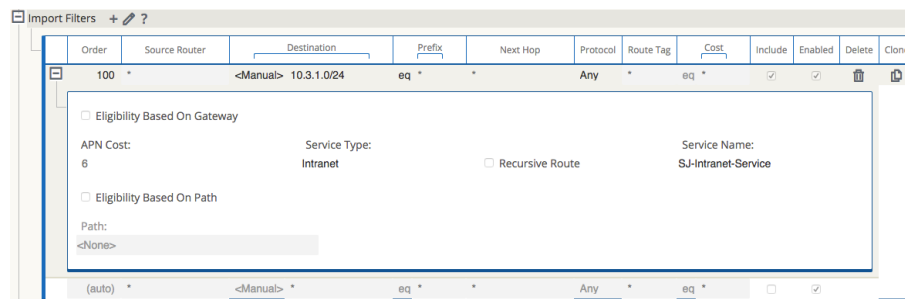 Import Filters + ?
Order Source Router Destination Prefix Next Hop Protocol Route Tag Cost Include Enabled Delete Clone
100 * <Manual> 10.3.1.0/24 eq * * Any * eq *
Eligibility Based On Gateway
APN Cost: Service Type: Service Name:
6 Intranet Recursive Route SJ-Intranet-Service
Eligibility Based On Path
Path:
<None>
(auto) * <Manual> * eq * * Any * eq *